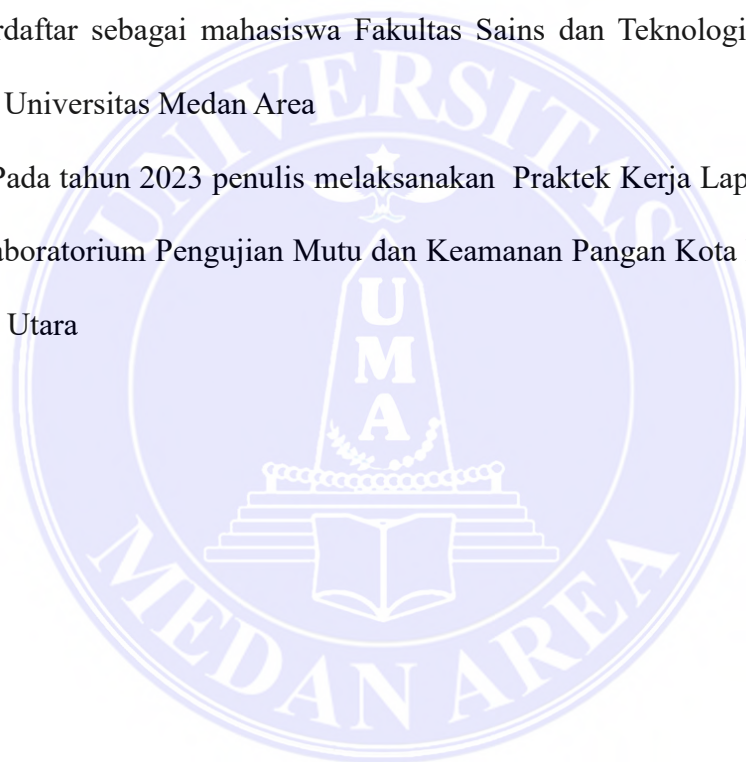 rdaftar sebagai mahasiswa Fakultas Sains dan Teknologi
Universitas Medan Area
Pada tahun 2023 penulis melaksanakan Praktek Kerja Lap
aboratorium Pengujian Mutu dan Keamanan Pangan Kota
Utara
UNIVERSITAS
UMA
MEDAN AREA